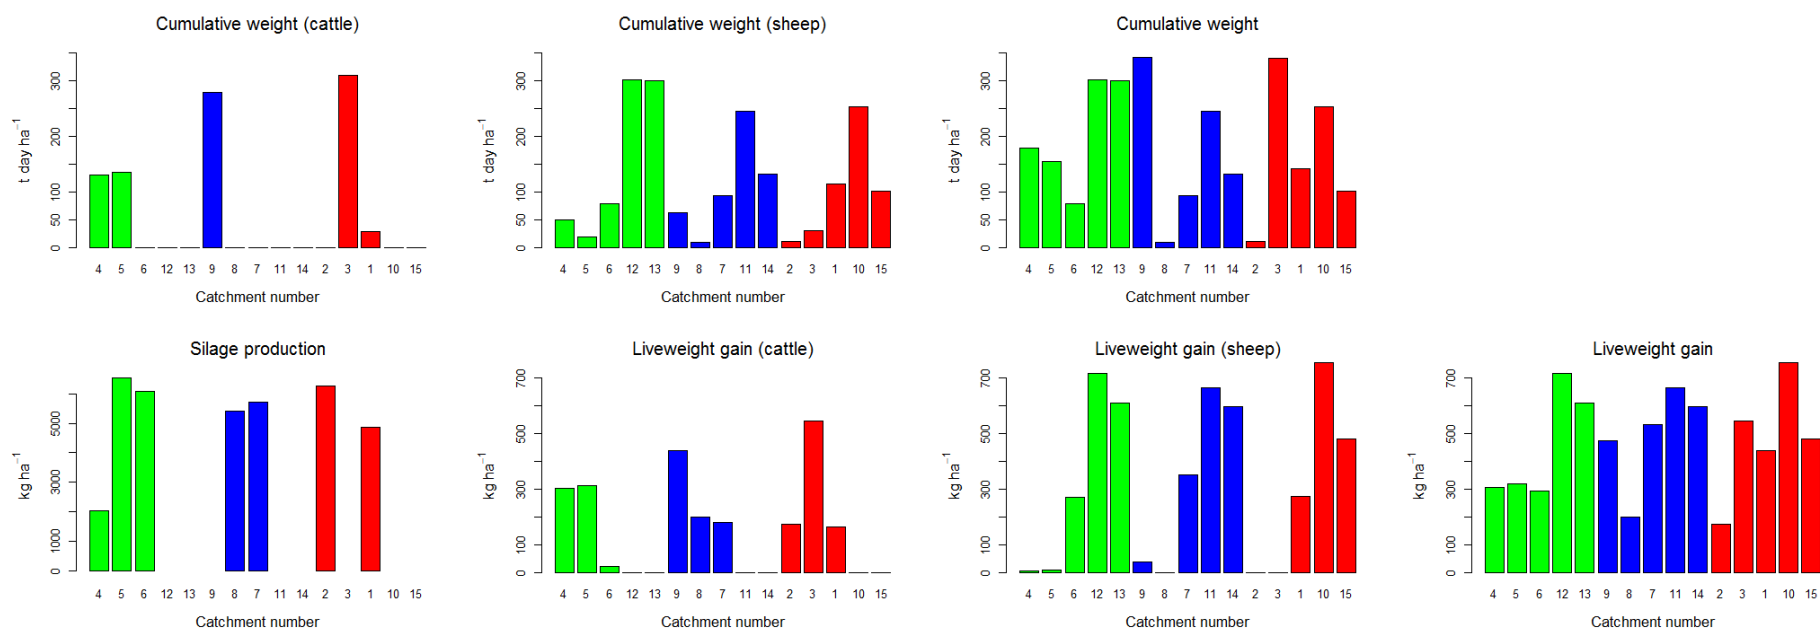 Cumulative weight (cattle)
t day ha⁻¹
300
200
100
50
0
4 5 6 12 13 9 8 7 11 14 2 3 1 10 15
Catchment number
Cumulative weight (sheep)
t day ha⁻¹
300
200
100
50
0
4 5 6 12 13 9 8 7 11 14 2 3 1 10 15
Catchment number
Cumulative weight
t day ha⁻¹
300
200
100
50
0
4 5 6 12 13 9 8 7 11 14 2 3 1 10 15
Catchment number
Silage production
kg ha⁻¹
5000
3000
1000
0
4 5 6 12 13 9 8 7 11 14 2 3 1 10 15
Catchment number
Liveweight gain (cattle)
kg ha⁻¹
700
500
300
100
0
4 5 6 12 13 9 8 7 11 14 2 3 1 10 15
Catchment number
Liveweight gain (sheep)
kg ha⁻¹
700
500
300
100
0
4 5 6 12 13 9 8 7 11 14 2 3 1 10 15
Catchment number
Liveweight gain
kg ha⁻¹
700
500
300
100
0
4 5 6 12 13 9 8 7 11 14 2 3 1 10 15
Catchment number